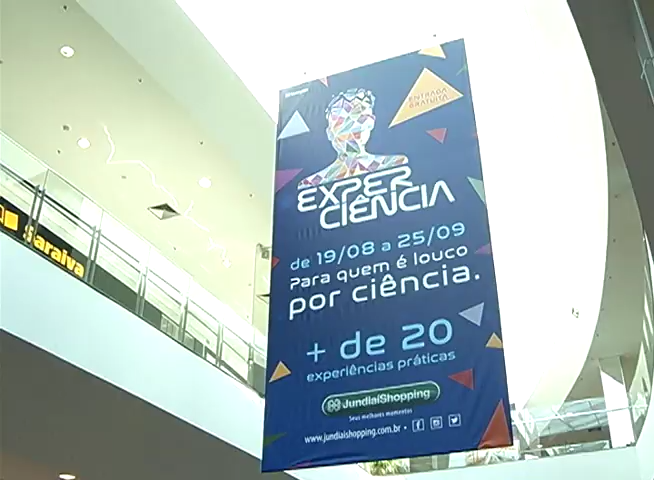 ENTRADA
GRATUITA
EXPER
CIÊNCIA
de 19/08 a 25/09
Para quem é louco
por ciência.
+ de 20
experiências práticas
JundiaíShopping
Seus melhores momentos
www.jundiaishopping.com.br
Saraiva